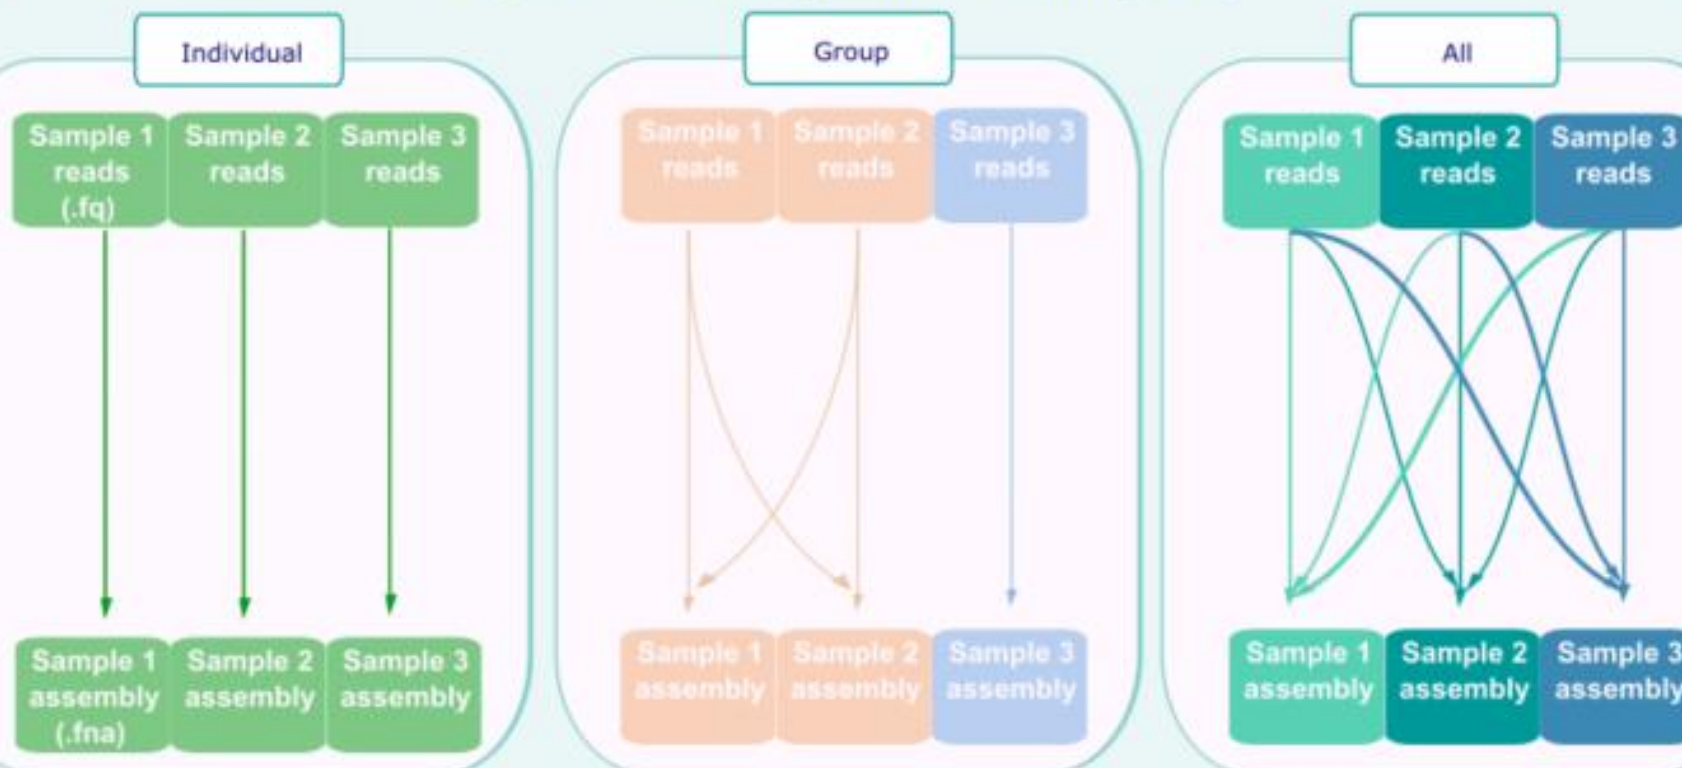 Individual
Sample 1
reads
(.fq)
Sample 2
reads
Sample 3
reads
Sample 1
assembly
(.fna)
Sample 2
assembly
Sample 3
assembly
Group
Sample 1
reads
Sample 2
reads
Sample 3
reads
Sample 1
assembly
Sample 2
assembly
Sample 3
assembly
All
Sample 1
reads
Sample 2
reads
Sample 3
reads
Sample 1
assembly
Sample 2
assembly
Sample 3
assembly